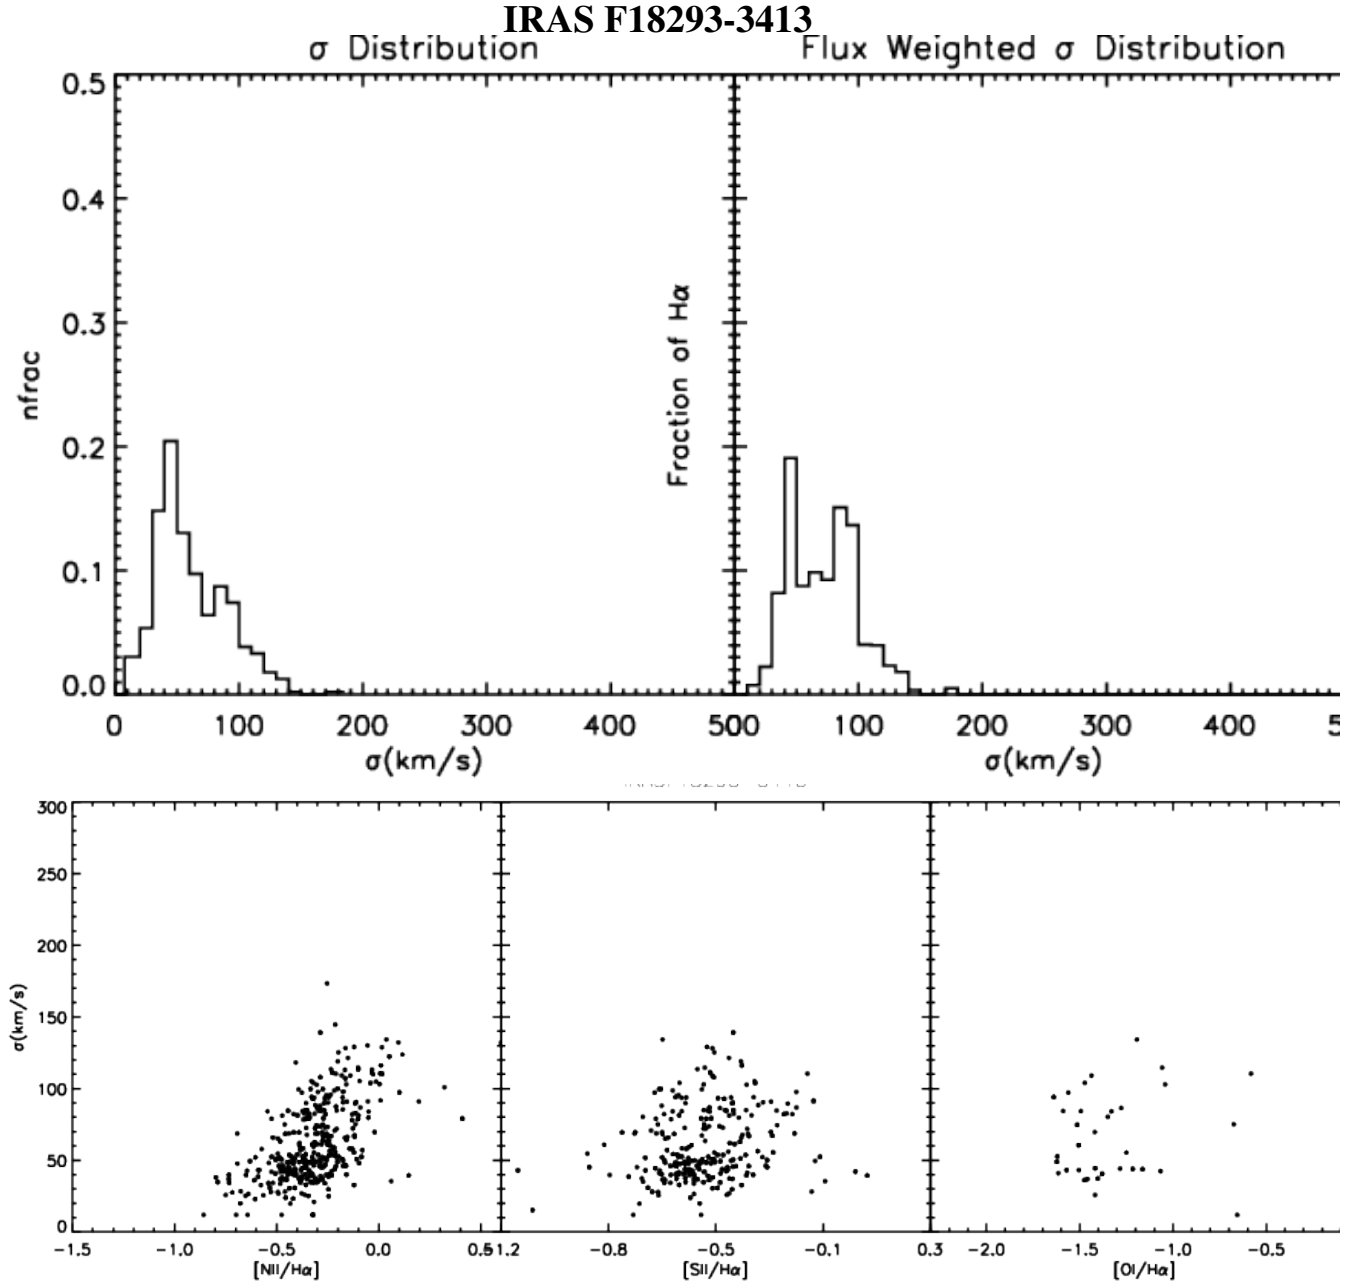 IRAS F18293-3413
σ Distribution
Flux Weighted σ Distribution
0.5
0.4
0.3
0.2
0.1
0.0
nfrac
Fraction of Hα
0 100 200 300 400 500
0 100 200 300 400 5
σ(km/s) σ(km/s)
300
250
200
150
100
50
0
σ(km/s)
-1.5 -1.0 -0.5 0.0 0.5
1.2 -0.8 -0.5 -0.1 0.3
-2.0 -1.5 -1.0 -0.5
[NII/Hα] [SII/Hα] [OI/Hα]